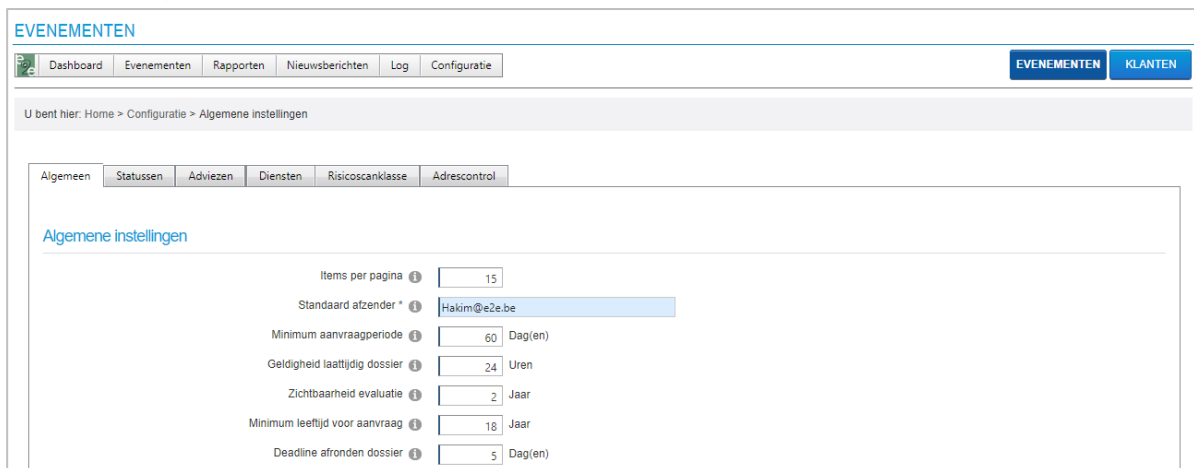 EVENEMENTEN
e2e Dashboard Evenementen Rapporten Nieuwsberichten Log Configuratie EVENEMENTEN KLANTEN
U bent hier: Home > Configuratie > Algemene instellingen
Algemeen Statussen Adviezen Diensten Risicoscanklasse Adrescontrol
Algemene instellingen
Items per pagina i 15
Standaard afzender * i Hakim@e2e.be
Minimum aanvraagperiode i 60 Dag(en)
Geldigheid laattijdig dossier i 24 Uren
Zichtbaarheid evaluatie i 2 Jaar
Minimum leeftijd voor aanvraag i 18 Jaar
Deadline afronden dossier i 5 Dag(en)